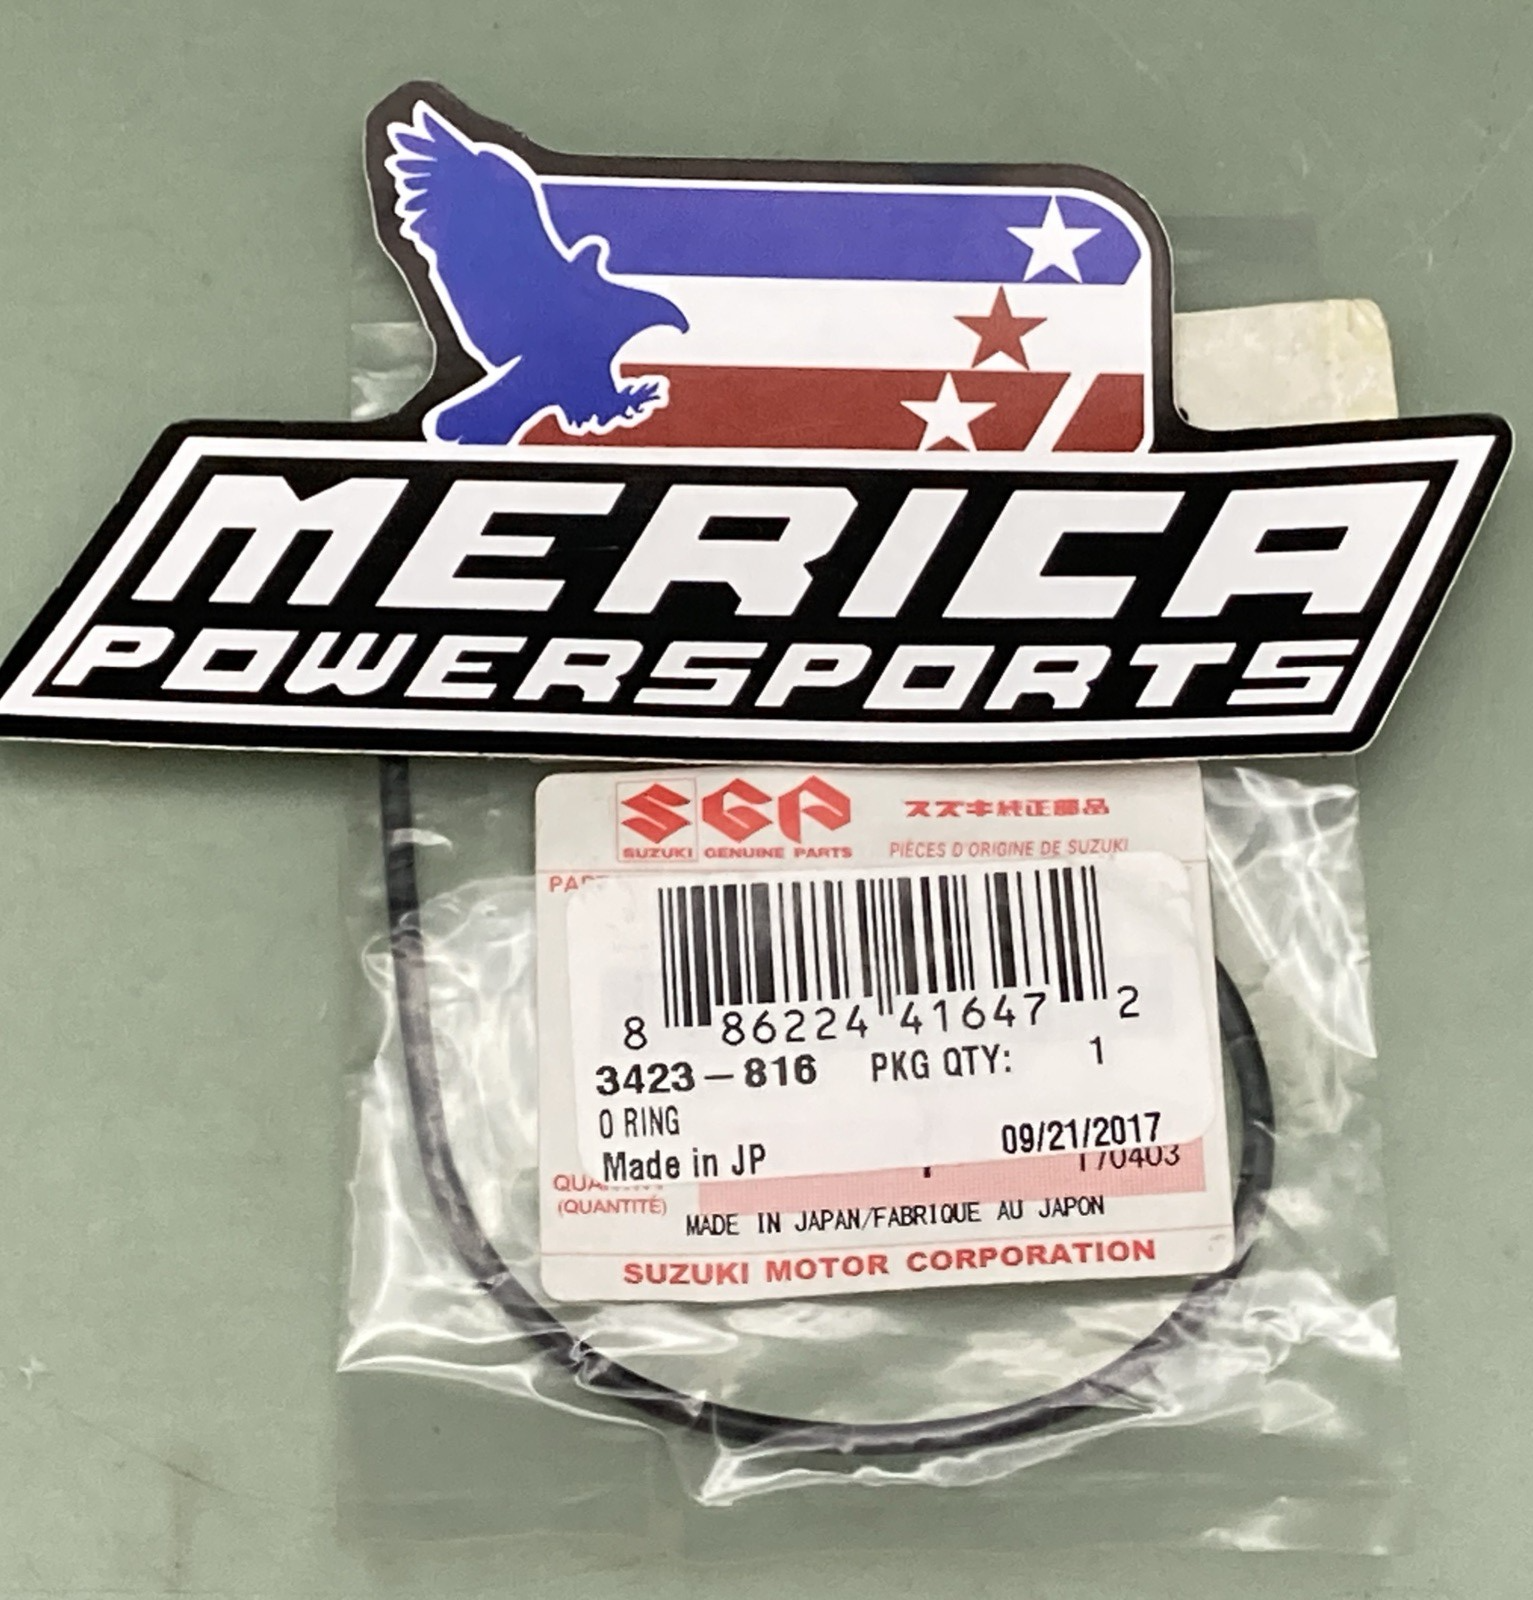 MERICA
POWERSPORTS
SGP
SUZUKI GENUINE PARTS
スズキ純正部品
PIÈCES D'ORIGINE DE SUZUKI
8 86224 41647 2
3423-816 PKG QTY: 1
O RING
Made in JP 09/21/2017
170403
(QUANTITÉ)
MADE IN JAPAN/FABRIQUE AU JAPON
SUZUKI MOTOR CORPORATION